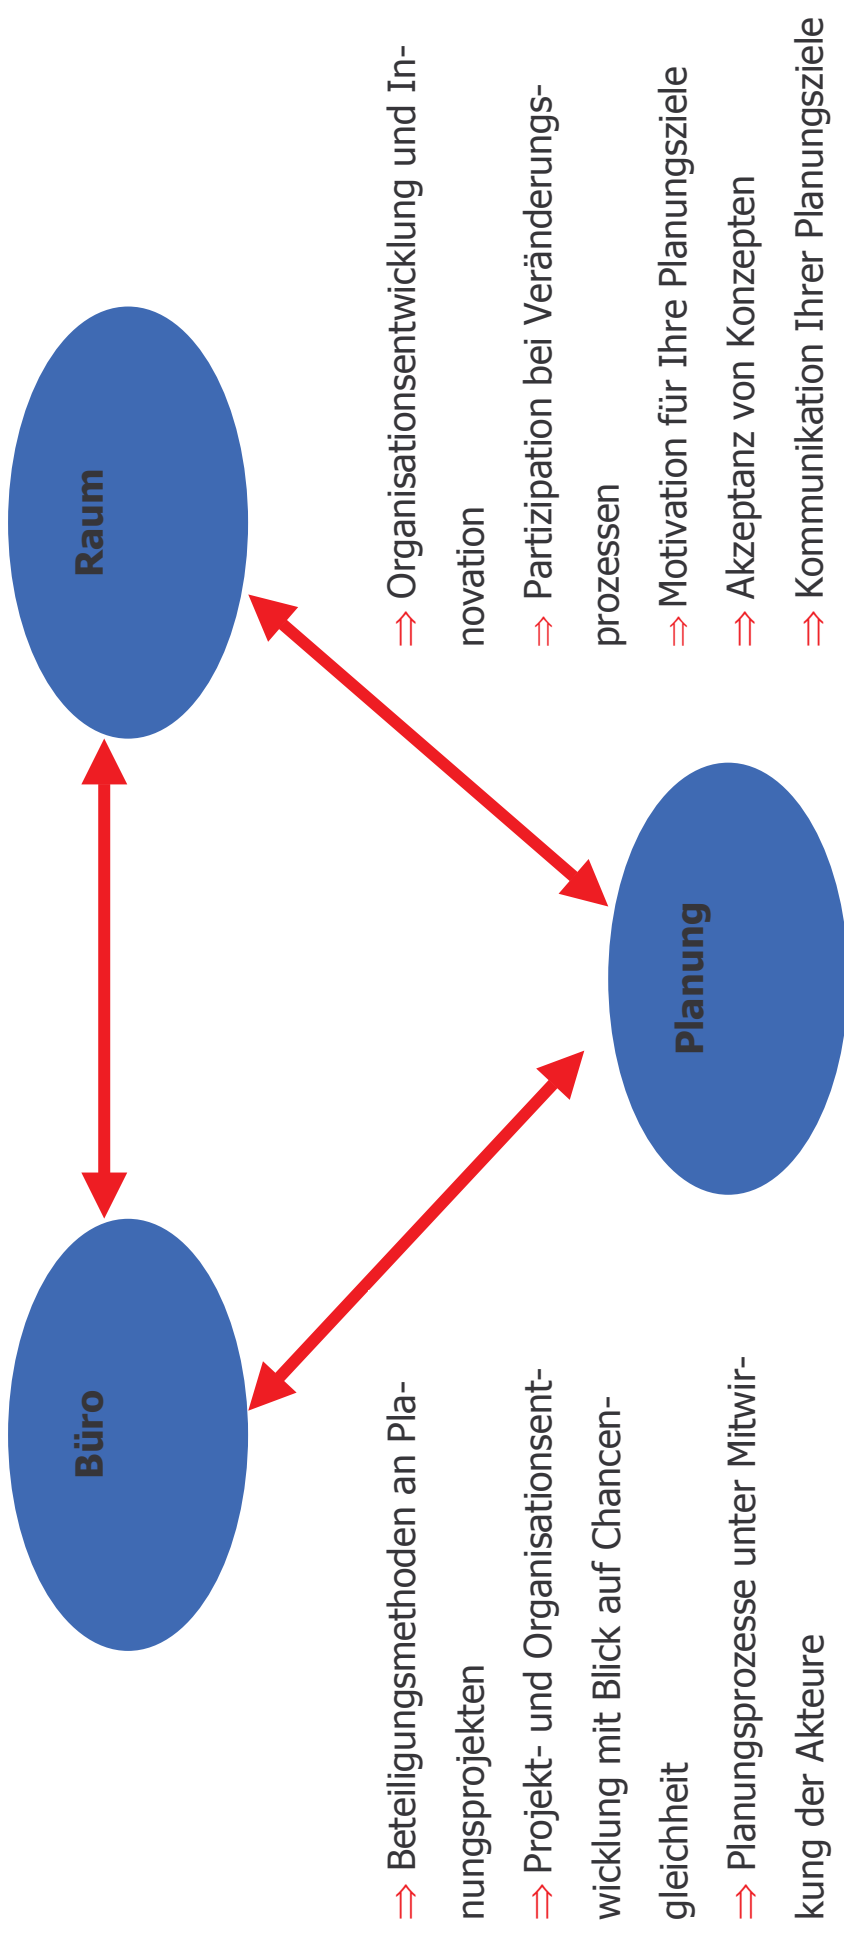 Büro
Raum
Planung
⇒ Beteiligungsmethoden an Pla-
nungsprojekten
⇒ Projekt- und Organisationsent-
wicklung mit Blick auf Chancen-
gleichheit
⇒ Planungsprozesse unter Mitwir-
kung der Akteure
⇒ Organisationsentwicklung und In-
novation
⇒ Partizipation bei Veränderungs-
prozessen
⇒ Motivation für Ihre Planungsziele
⇒ Akzeptanz von Konzepten
⇒ Kommunikation Ihrer Planungsziele